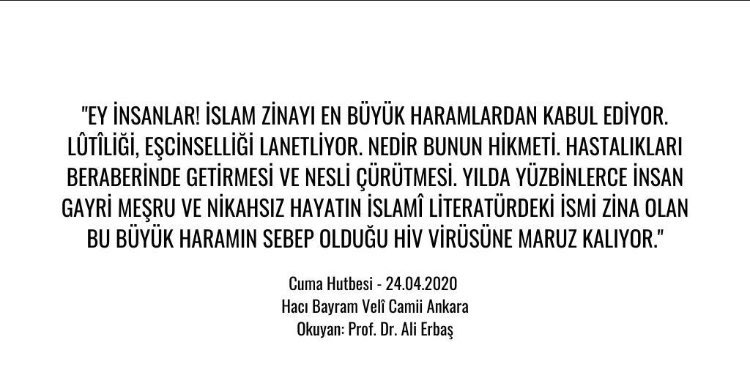 "EY İNSANLAR! İSLAM ZİNAYI EN BÜYÜK HARAMLARDAN KABUL EDİYOR.
LÛTÎLİĞİ, EŞCİNSELLİĞİ LANETLİYOR. NEDİR BUNUN HİKMETİ. HASTALIKLARI
BERABERİNDE GETİRMESİ VE NESLİ ÇÜRÜTMESİ. YILDA YÜZBİNLERCE İNSAN
GAYRİ MEŞRU VE NİKAHSIZ HAYATIN İSLAMÎ LİTERATÜRDEKİ İSMİ ZİNA OLAN
BU BÜYÜK HARAMIN SEBEP OLDUĞU HIV VİRÜSÜNE MARUZ KALIYOR."
Cuma Hutbesi - 24.04.2020
Hacı Bayram Velî Camii Ankara
Okuyan: Prof. Dr. Ali Erbaş